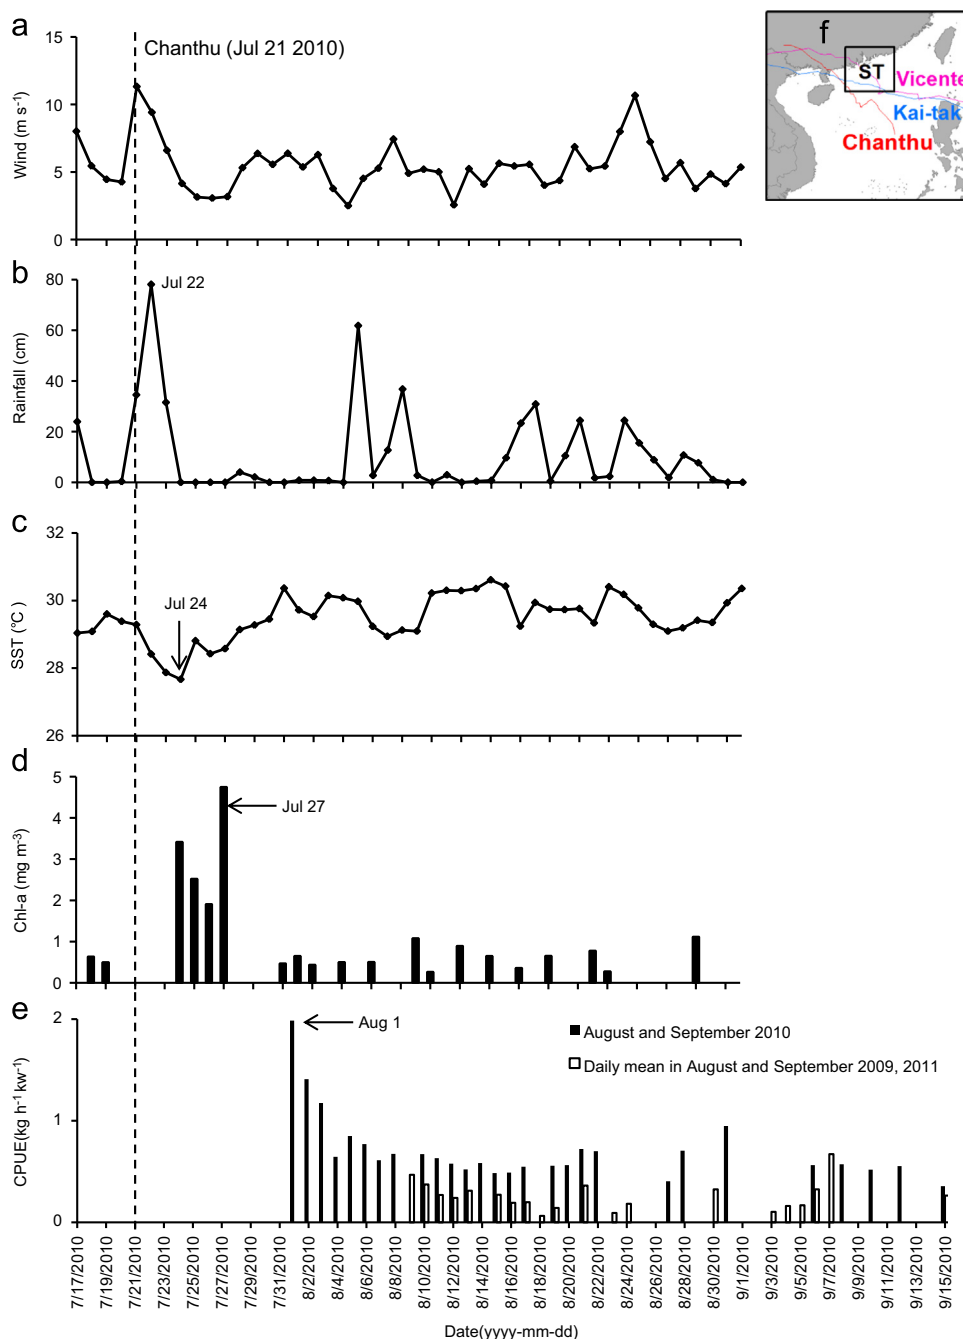 a
Chanthu (Jul 21 2010)
Wind (m s-1)
15
10
5
0
f
ST
Vicente
Kai-tak
Chanthu
b
Jul 22
Rainfall (cm)
80
60
40
20
0
c
Jul 24
SST (°C)
32
30
28
26
d
Jul 27
Chl-a (mg m-3)
5
4
3
2
1
0
e
Aug 1
August and September 2010
Daily mean in August and September 2009, 2011
CPUE(kg h-1 kw-1)
2
1
0
7/17/2010
7/19/2010
7/21/2010
7/23/2010
7/25/2010
7/27/2010
7/29/2010
7/31/2010
8/2/2010
8/4/2010
8/6/2010
8/8/2010
8/10/2010
8/12/2010
8/14/2010
8/16/2010
8/18/2010
8/20/2010
8/22/2010
8/24/2010
8/26/2010
8/28/2010
8/30/2010
9/1/2010
9/3/2010
9/5/2010
9/7/2010
9/9/2010
9/11/2010
9/13/2010
9/15/2010
Date(yyyy-mm-dd)